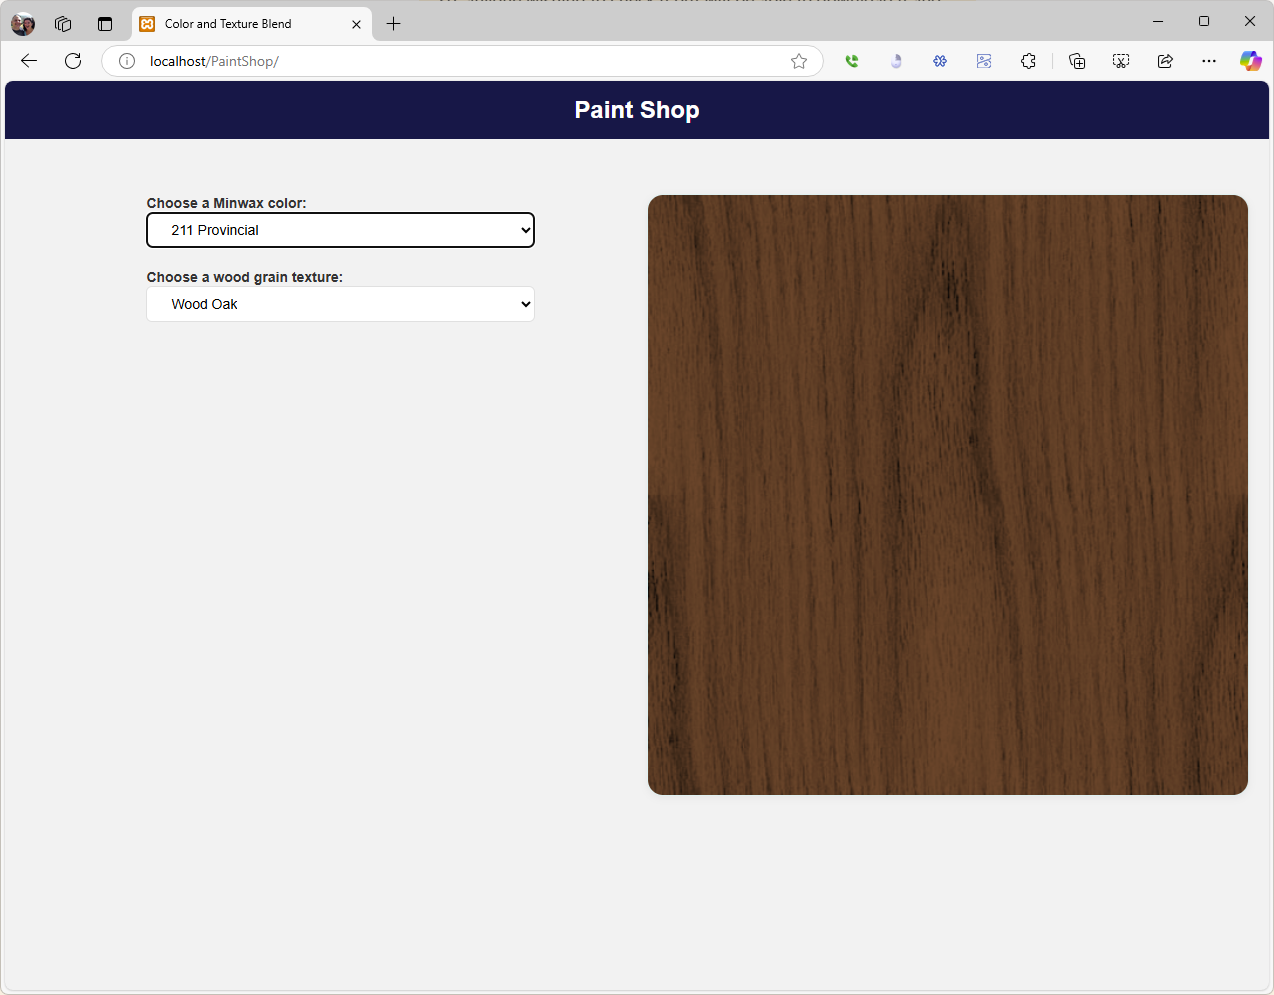 Color and Texture Blend
localhost/PaintShop/
Paint Shop
Choose a Minwax color:
211 Provincial
Choose a wood grain texture:
Wood Oak